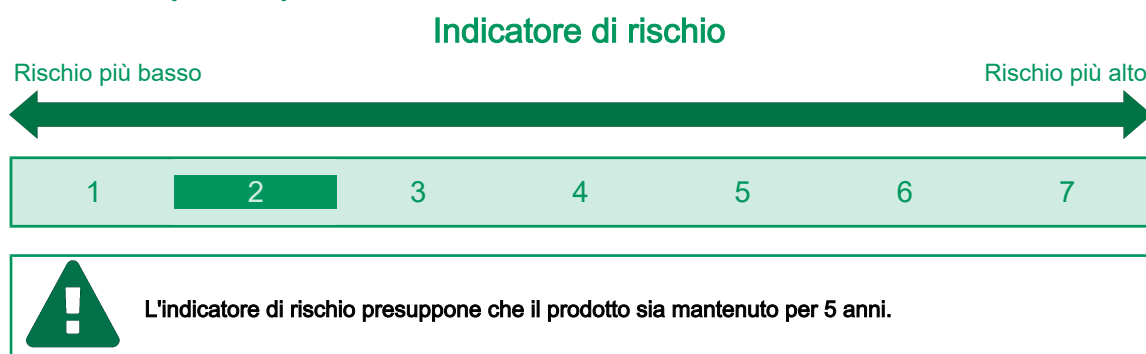 Indicatore di rischio
Rischio più basso Rischio più alto
1 2 3 4 5 6 7
L'indicatore di rischio presuppone che il prodotto sia mantenuto per 5 anni.